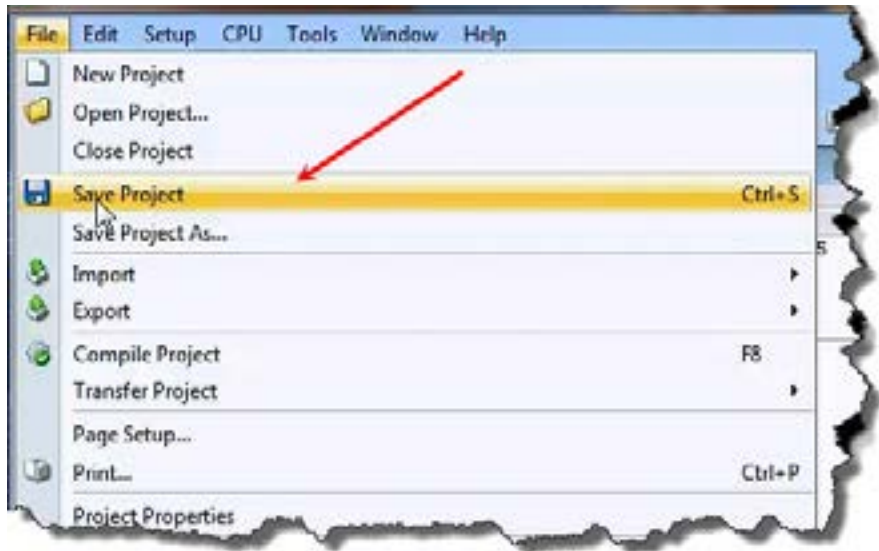 File Edit Setup CPU Tools Window Help
New Project
Open Project...
Close Project
Save Project Ctrl+S
Save Project As...
Import
Export
Compile Project F8
Transfer Project
Page Setup...
Print... Ctrl+P
Project Properties